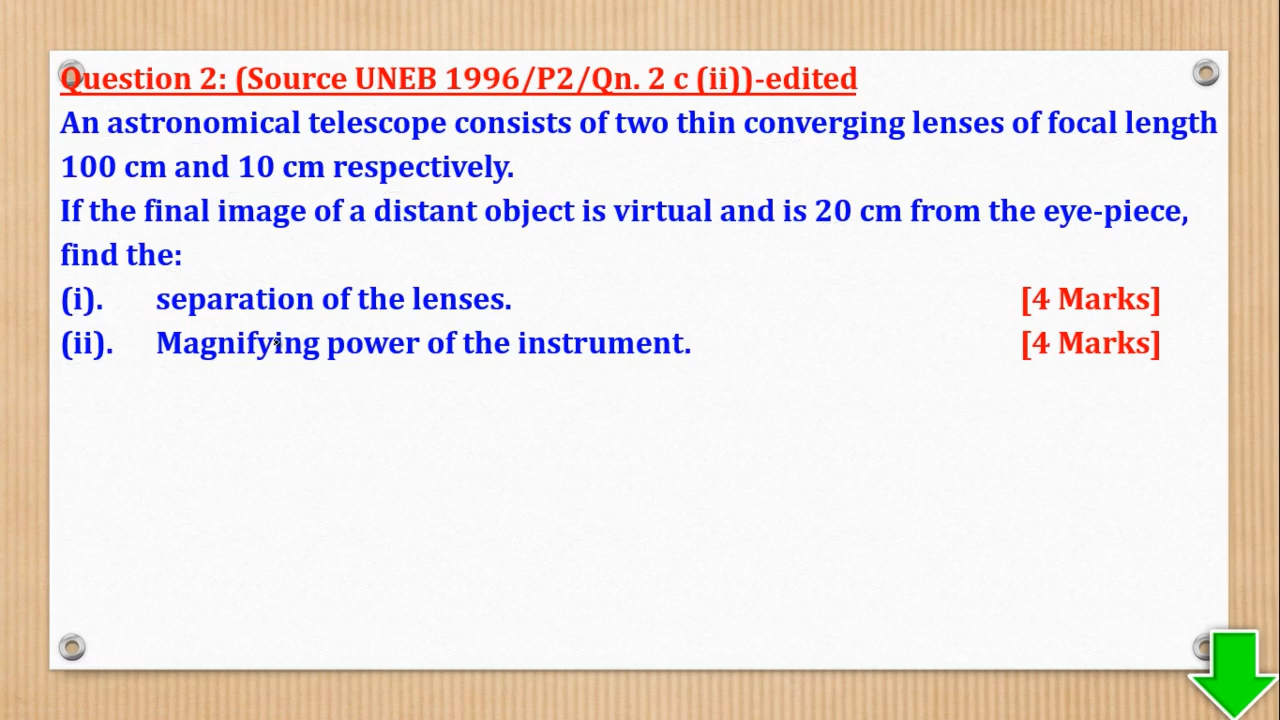 Question 2: (Source UNEB 1996/P2/Qn. 2 c (ii))-edited
An astronomical telescope consists of two thin converging lenses of focal length
100 cm and 10 cm respectively.
If the final image of a distant object is virtual and is 20 cm from the eye-piece,
find the:
(i). separation of the lenses. [4 Marks]
(ii). Magnifying power of the instrument. [4 Marks]